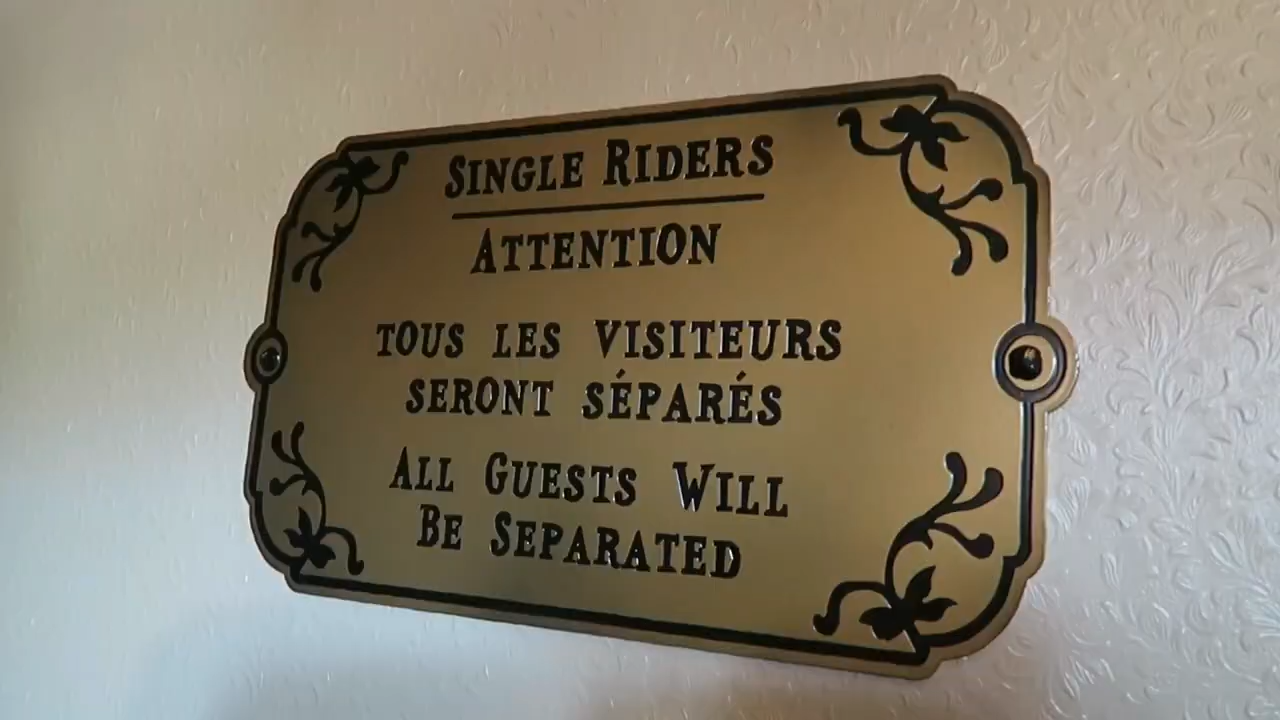 SINGLE RIDERS
ATTENTION
TOUS LES VISITEURS
SERONT SÉPARÉS
ALL GUESTS WILL
BE SEPARATED